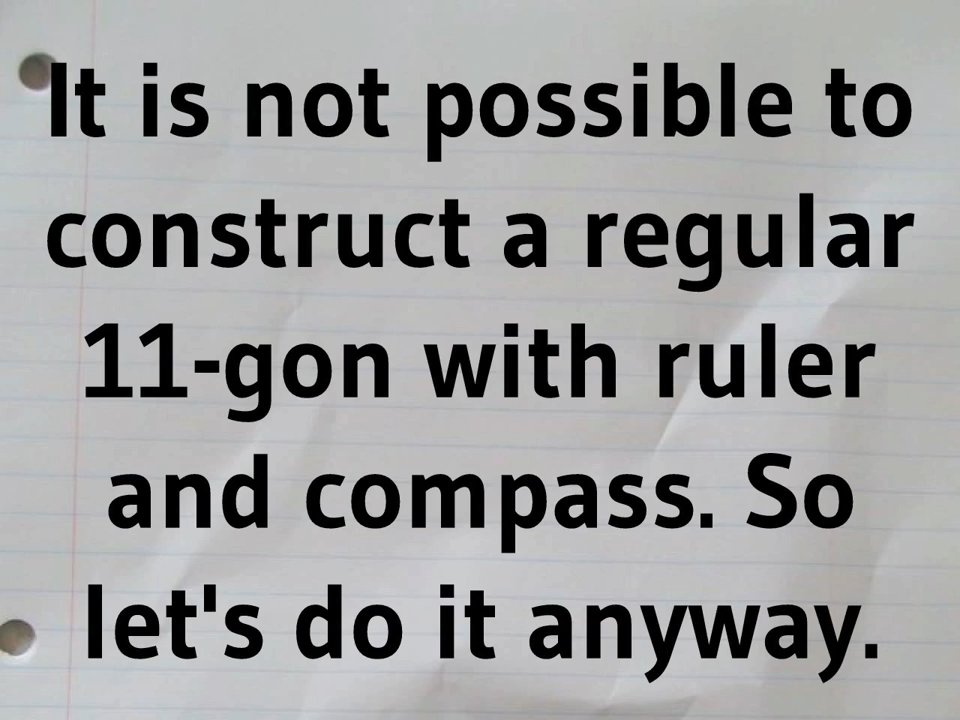 It is not possible to
construct a regular
11-gon with ruler
and compass. So
let's do it anyway.